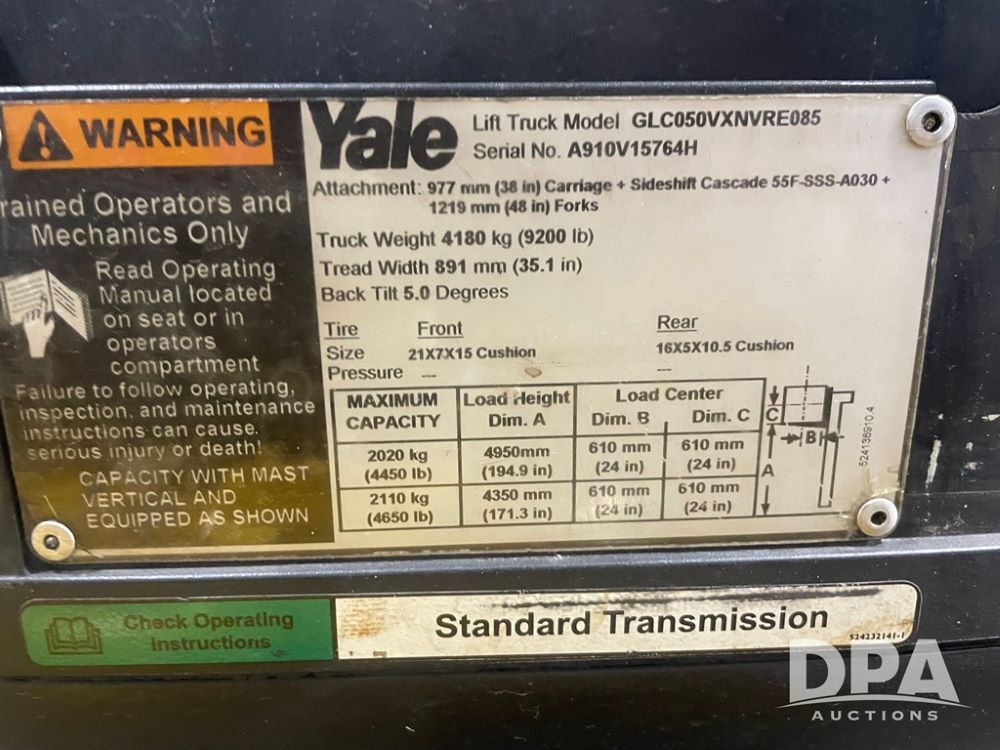 WARNING
rained Operators and
Mechanics Only
Read Operating
Manual located
on seat or in
operators
compartment
Failure to follow operating,
inspection, and maintenance
instructions can cause
serious injury or death!
CAPACITY WITH MAST
VERTICAL AND
EQUIPPED AS SHOWN
Yale
Lift Truck Model GLC050VXNVRE085
Serial No. A910V15764H
Attachment: 977 mm (38 in) Carriage + Sideshift Cascade 55F-SSS-A030 +
1219 mm (48 in) Forks
Truck Weight 4180 kg (9200 lb)
Tread Width 891 mm (35.1 in)
Back Tilt 5.0 Degrees
Tire Front Rear
Size 21X7X15 Cushion 16X5X10.5 Cushion
Pressure — —
MAXIMUM Load Height Load Center
CAPACITY Dim. A Dim. B Dim. C
2020 kg 4950mm 610 mm 610 mm
(4450 lb) (194.9 in) (24 in) (24 in)
2110 kg 4350 mm 610 mm 610 mm
(4650 lb) (171.3 in) (24 in) (24 in)
C
B
A
524136910.4
Check Operating
Instructions
Standard Transmission
524232141-1
DPA
AUCTIONS